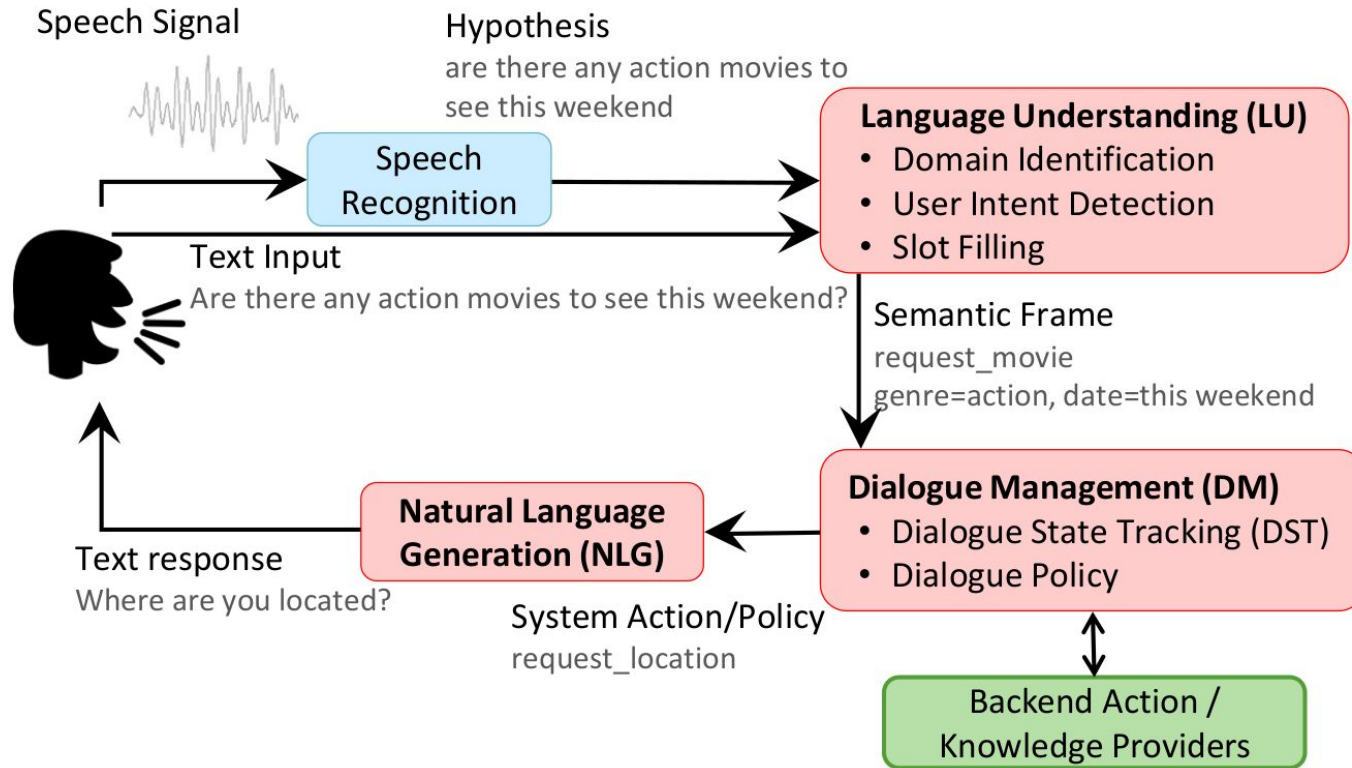 Speech Signal
Hypothesis
are there any action movies to
see this weekend
Speech
Recognition
Language Understanding (LU)
• Domain Identification
• User Intent Detection
• Slot Filling
Text Input
Are there any action movies to see this weekend?
Semantic Frame
request_movie
genre=action, date=this weekend
Dialogue Management (DM)
• Dialogue State Tracking (DST)
• Dialogue Policy
Natural Language
Generation (NLG)
Text response
Where are you located?
System Action/Policy
request_location
Backend Action /
Knowledge Providers